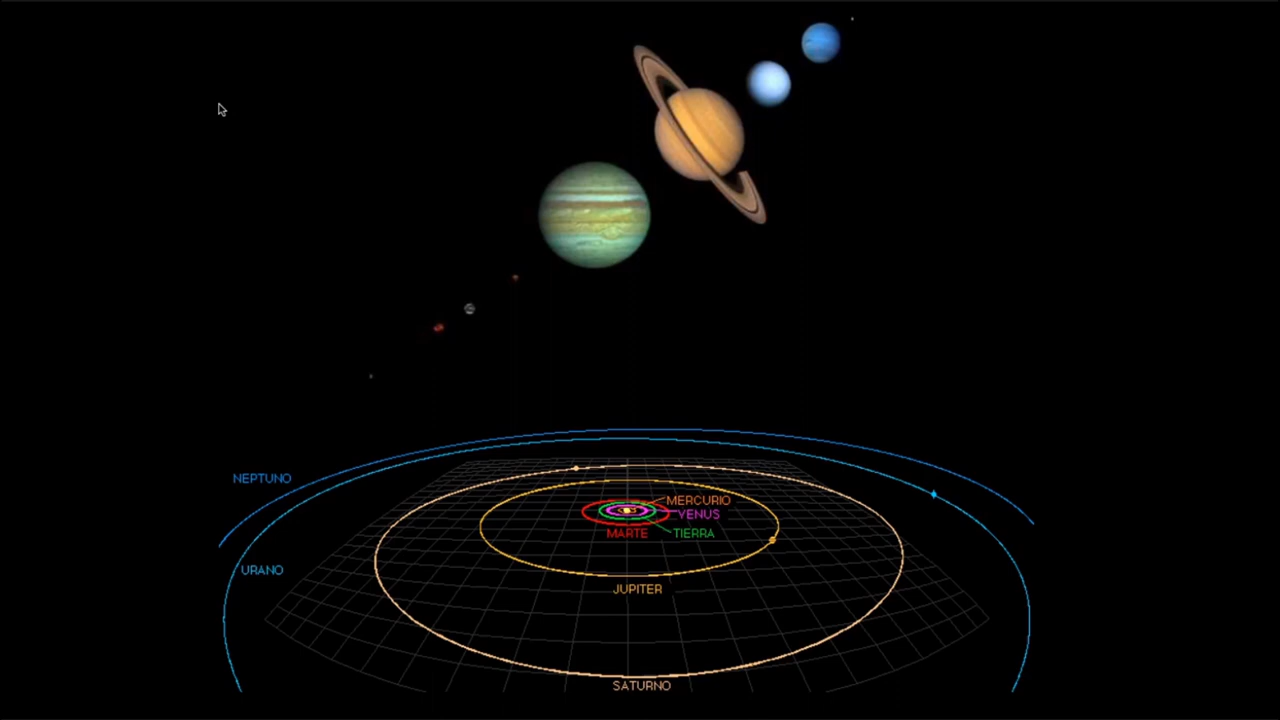 NEPTUNO
MERCURIO
VENUS
MARTE
TIERRA
URANO
JUPITER
SATURNO